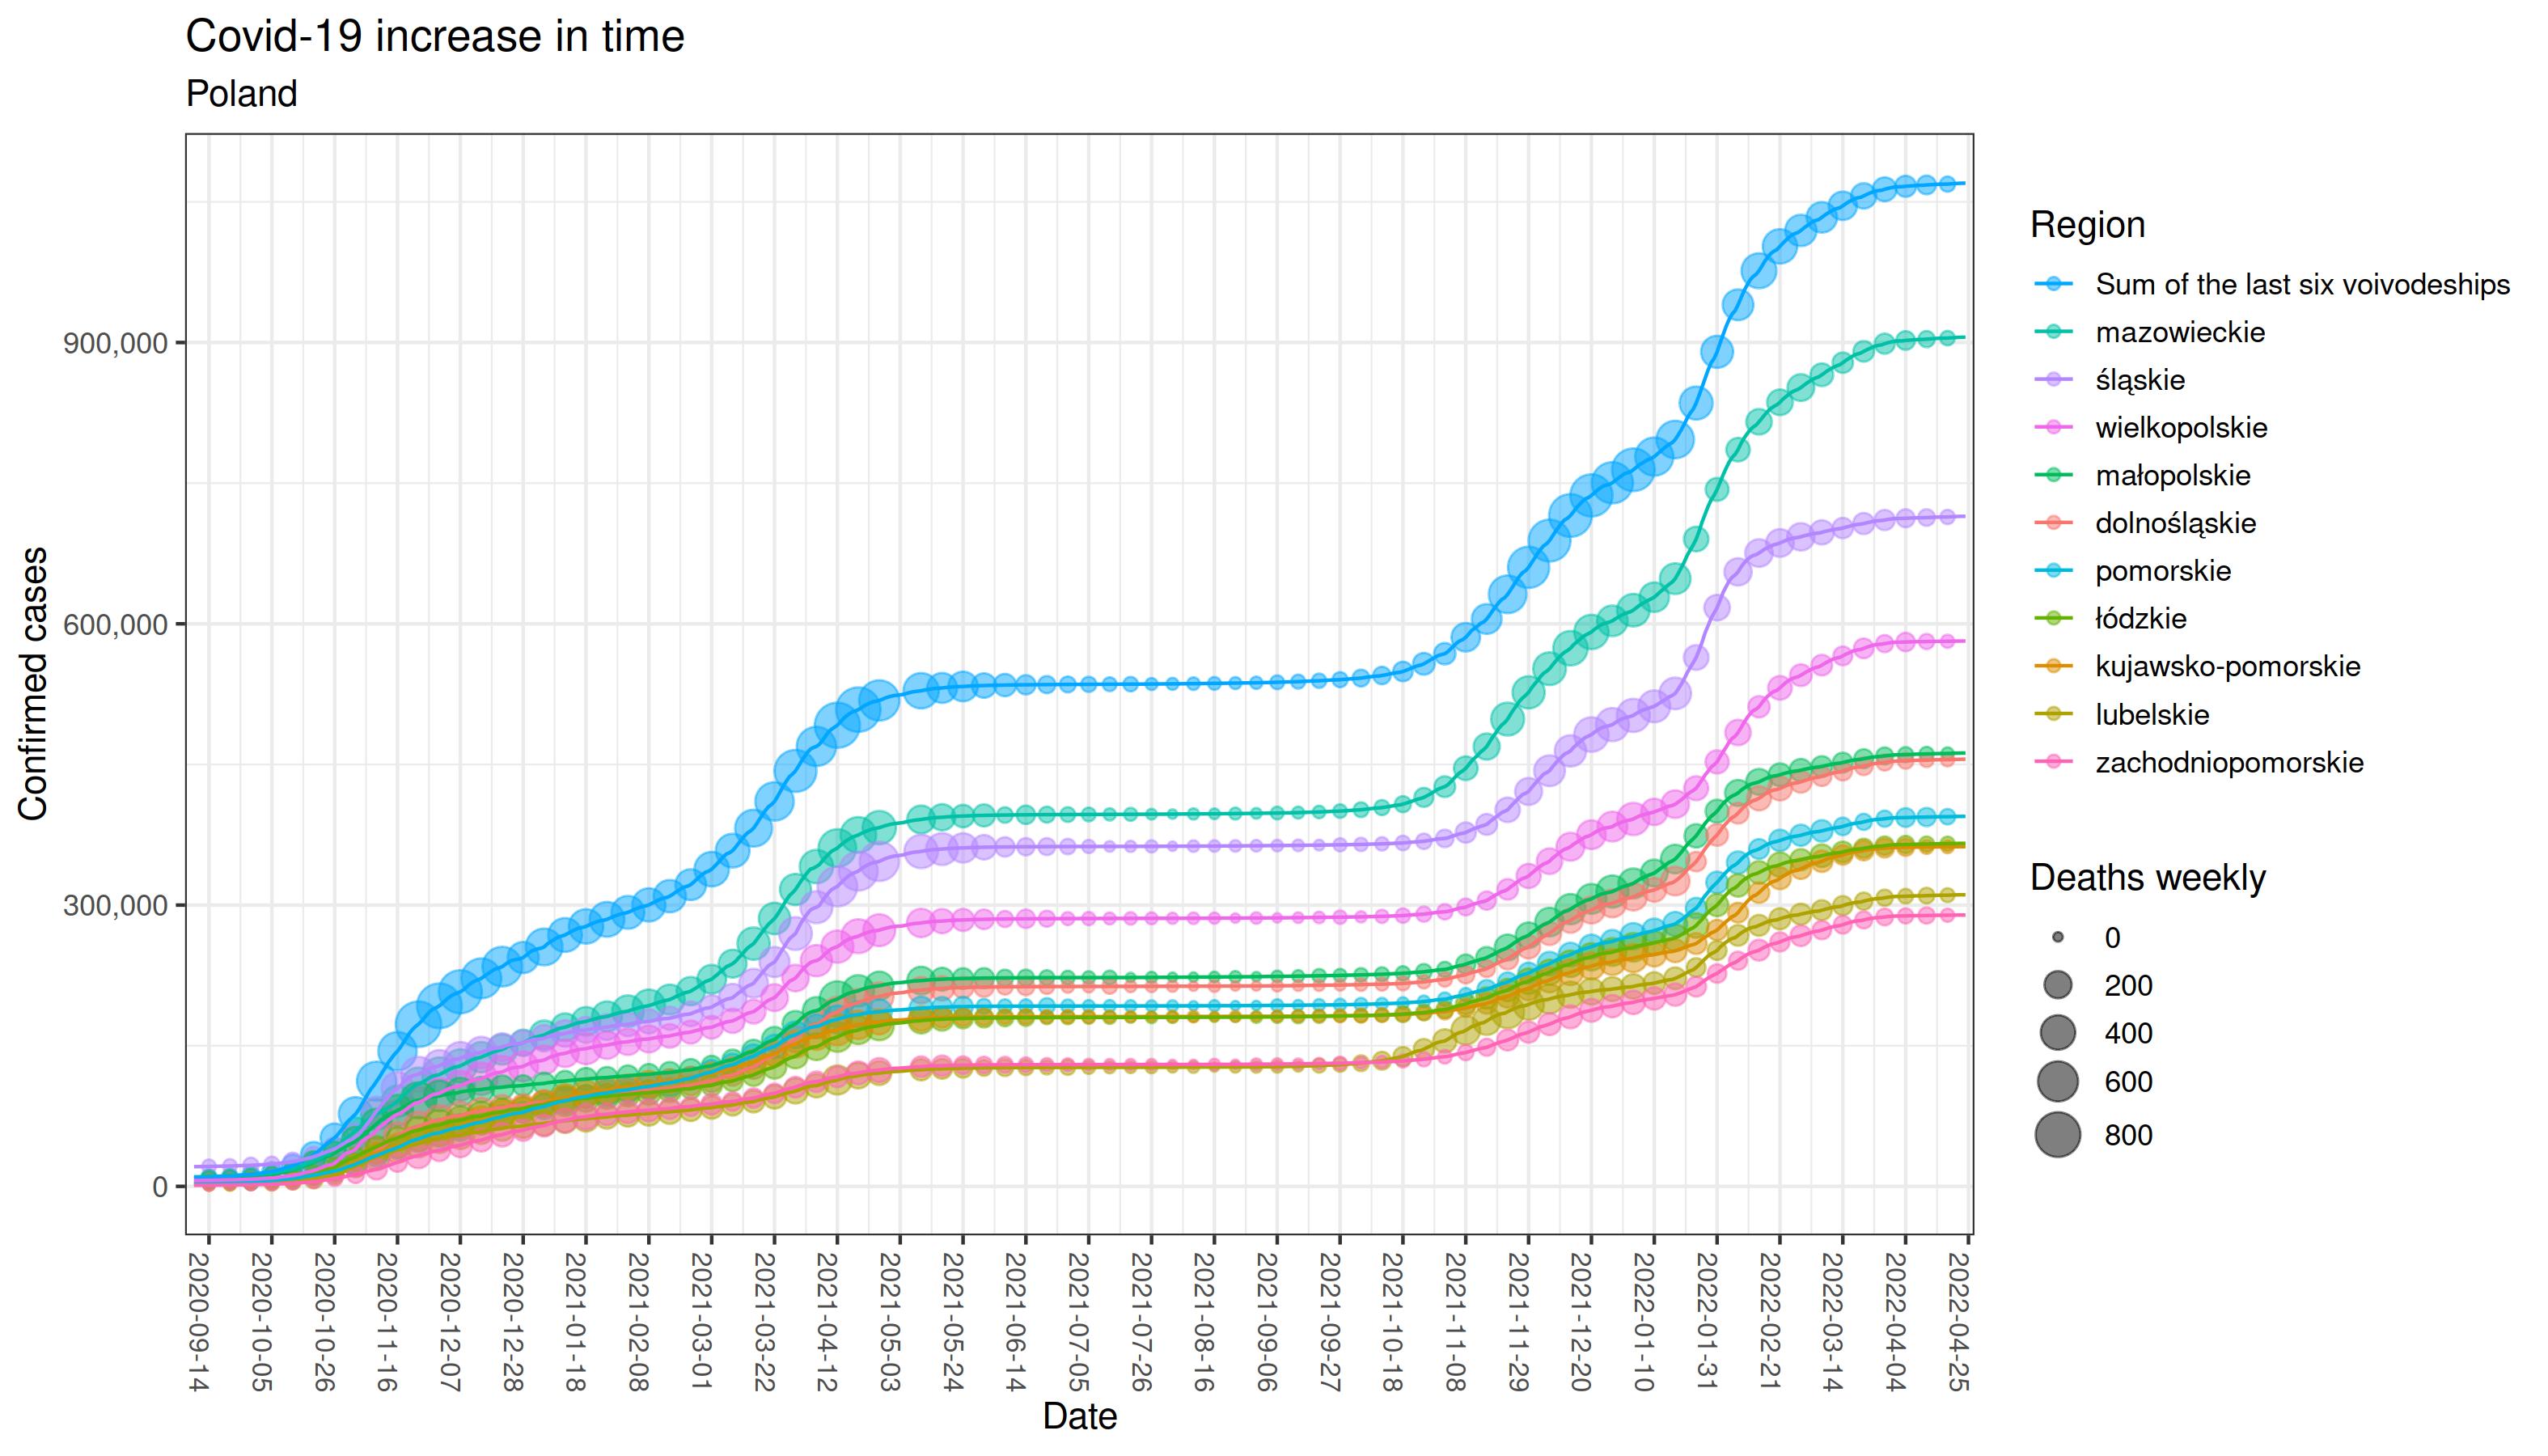 Covid-19 increase in time
Poland
Confirmed cases
900,000
600,000
300,000
0
2020-09-14
2020-10-05
2020-10-26
2020-11-16
2020-12-07
2020-12-28
2021-01-18
2021-02-08
2021-03-01
2021-03-22
2021-04-12
2021-05-03
2021-05-24
2021-06-14
2021-07-05
2021-07-26
2021-08-16
2021-09-06
2021-09-27
2021-10-18
2021-11-08
2021-11-29
2021-12-20
2022-01-10
2022-01-31
2022-02-21
2022-03-14
2022-04-04
2022-04-25
Date
Region
Sum of the last six voivodeships
mazowieckie
śląskie
wielkopolskie
małopolskie
dolnośląskie
pomorskie
łódzkie
kujawsko-pomorskie
lubelskie
zachodniopomorskie
Deaths weekly
0
200
400
600
800